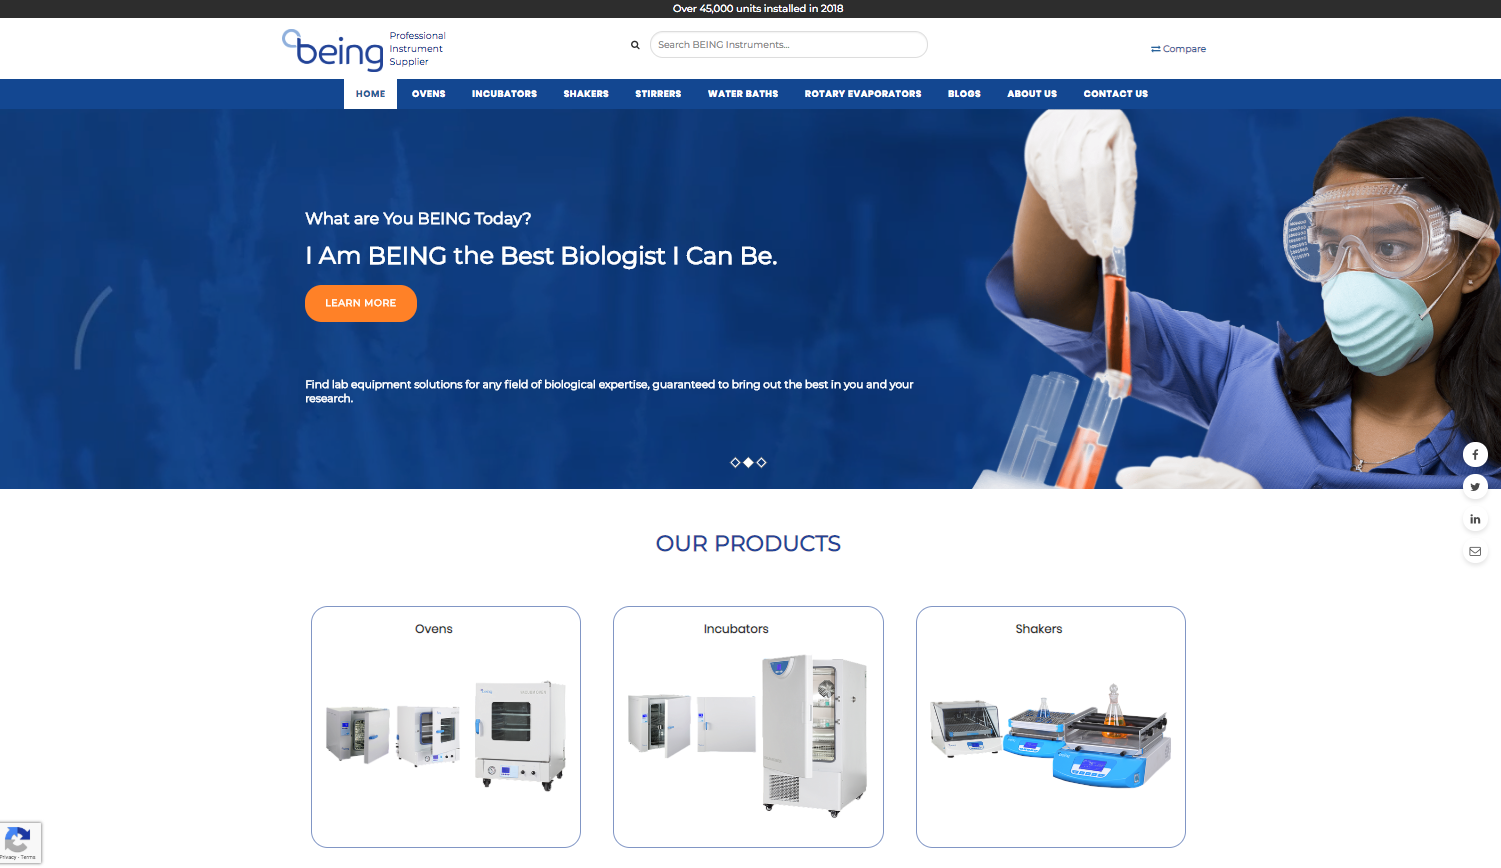 Over 45,000 units installed in 2018
being
Professional
Instrument
Supplier
Search BEING Instruments...
Compare
HOME
OVENS
INCUBATORS
SHAKERS
STIRRERS
WATER BATHS
ROTARY EVAPORATORS
BLOGS
ABOUT US
CONTACT US
What are You BEING Today?
I Am BEING the Best Biologist I Can Be.
LEARN MORE
Find lab equipment solutions for any field of biological expertise, guaranteed to bring out the best in you and your
research.
OUR PRODUCTS
Ovens
Incubators
Shakers
being
Privacy - Terms